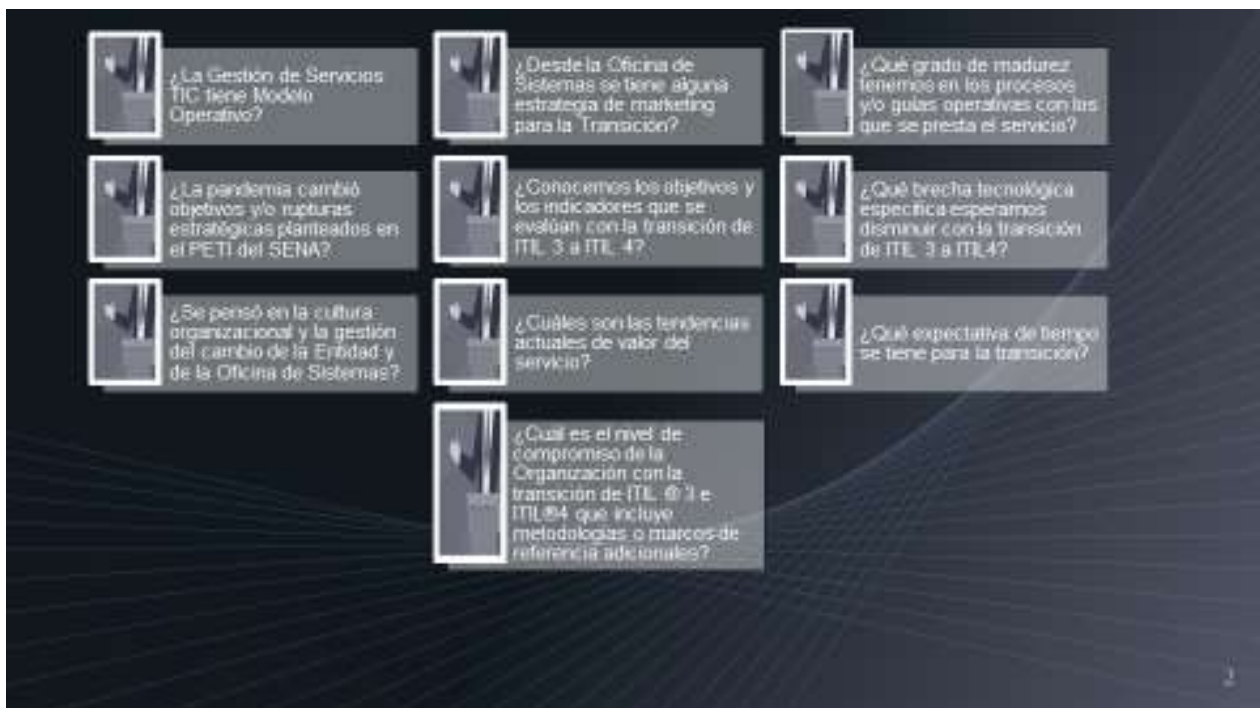 ¿La Gestión de Servicios
TIC tiene Modelo
Operativo?
¿Desde la Oficina de
Sistemas se tiene alguna
estrategia de marketing
para la Transición?
¿Qué grado de madurez
tenemos en los procesos
y/o guías operativas con los
que se presta el servicio?
¿La pandemia cambió
objetivos y/o rupturas
estratégicas planteados en
el PETI del SENA?
¿Conocemos los objetivos y
los indicadores que se
evalúan con la transición de
ITIL 3 a ITIL 4?
¿Qué brecha tecnológica
específica esperamos
disminuir con la transición
de ITIL 3 a ITIL4?
¿Se pensó en la cultura
organizacional y la gestión
del cambio de la Entidad y
de la Oficina de Sistemas?
¿Cuáles son las tendencias
actuales de valor del
servicio?
¿Qué expectativa de tiempo
se tiene para la transición?
¿Cuál es el nivel de
compromiso de la
Organización con la
transición de ITIL ® 3 e
ITIL®4 que incluye
metodologías o marcos de
referencia adicionales?